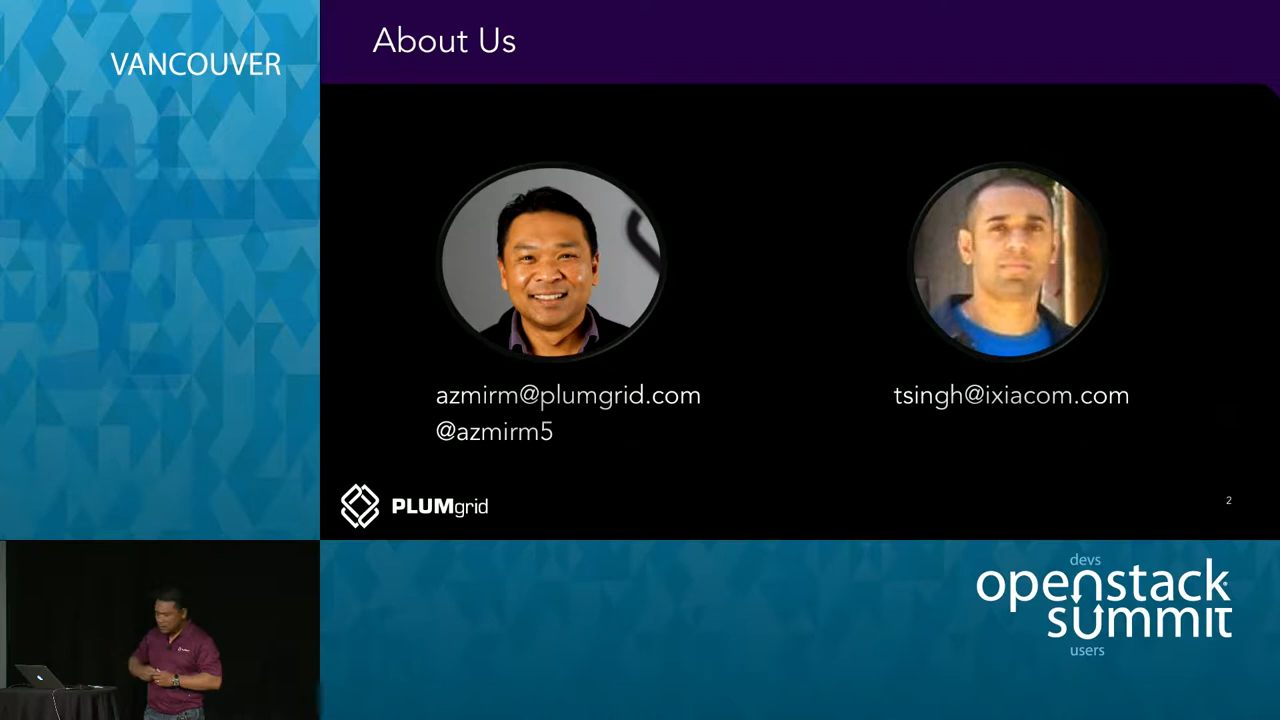 VANCOUVER
About Us
azmirm@plumgrid.com
@azmirm5
tsingh@ixiacom.com
PLUMgrid
2
devs
openstack
summit
users